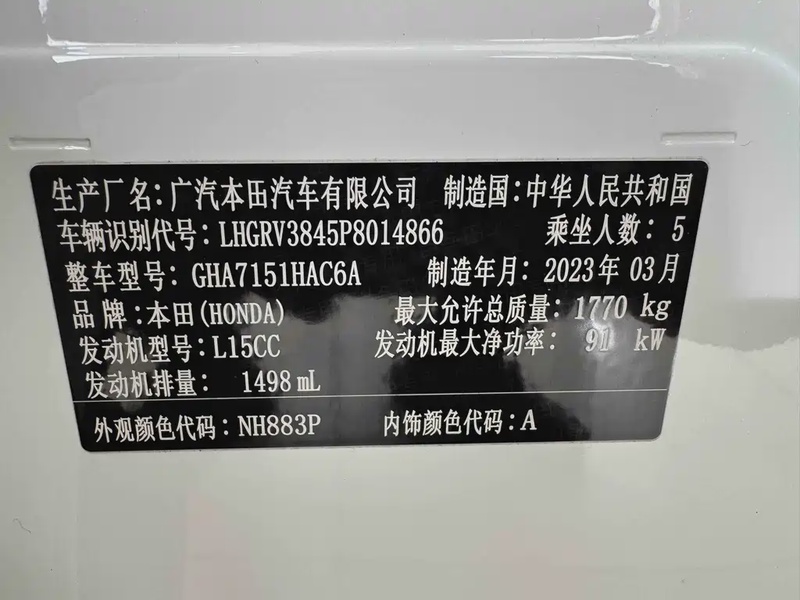 生产厂名：广汽本田汽车有限公司 制造国：中华人民共和国
车辆识别代号：LHGRV3845P8014866 乘坐人数：5
整车型号：GHA7151HAC6A 制造年月：2023年 03月
品牌：本田(HONDA) 最大允许总质量：1770 kg
发动机型号：L15CC 发动机最大净功率： 91 kW
发动机排量： 1498 mL
外观颜色代码：NH883P 内饰颜色代码：A